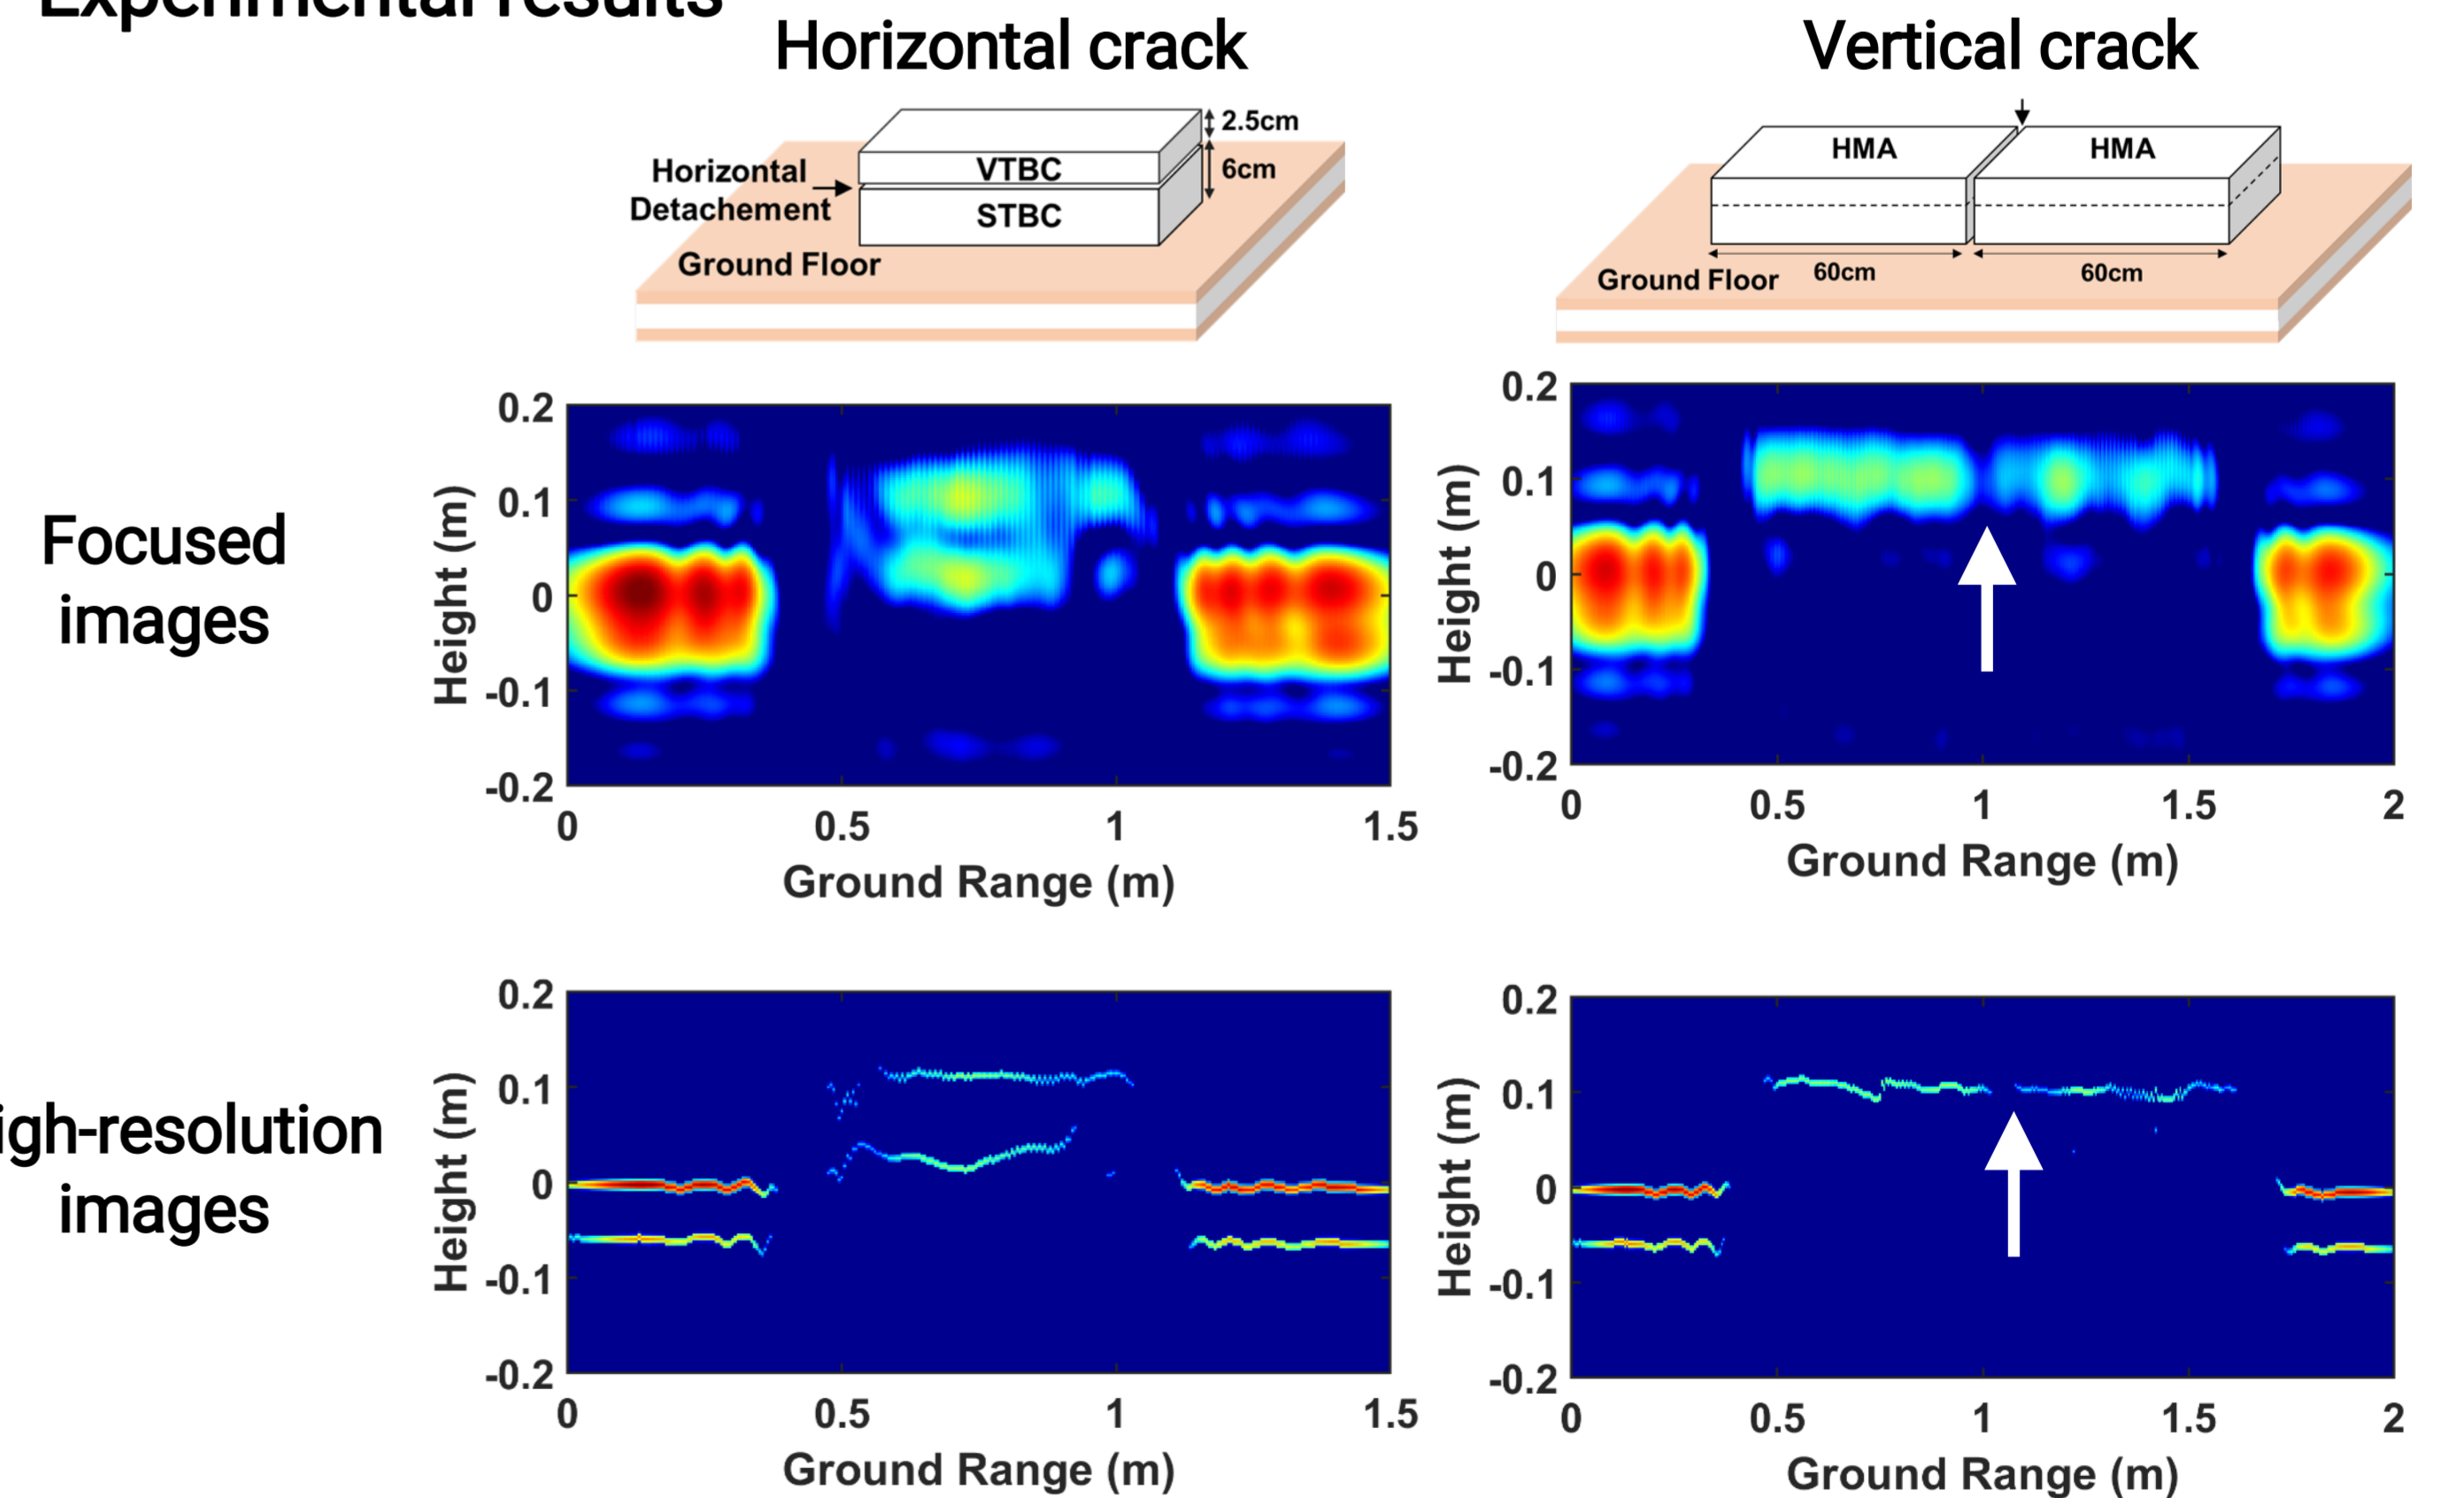 Experimental results
Horizontal crack
Vertical crack
2.5cm
6cm
Horizontal
Detachement
VTBC
STBC
Ground Floor
HMA
HMA
60cm
60cm
Ground Floor
Focused
images
0.2
0.1
0
-0.1
-0.2
0
0.5
1
1.5
Height (m)
Ground Range (m)
0.2
0.1
0
-0.1
-0.2
0
0.5
1
1.5
2
Height (m)
Ground Range (m)
igh-resolution
images
0.2
0.1
0
-0.1
-0.2
0
0.5
1
1.5
Height (m)
Ground Range (m)
0.2
0.1
0
-0.1
-0.2
0
0.5
1
1.5
2
Height (m)
Ground Range (m)